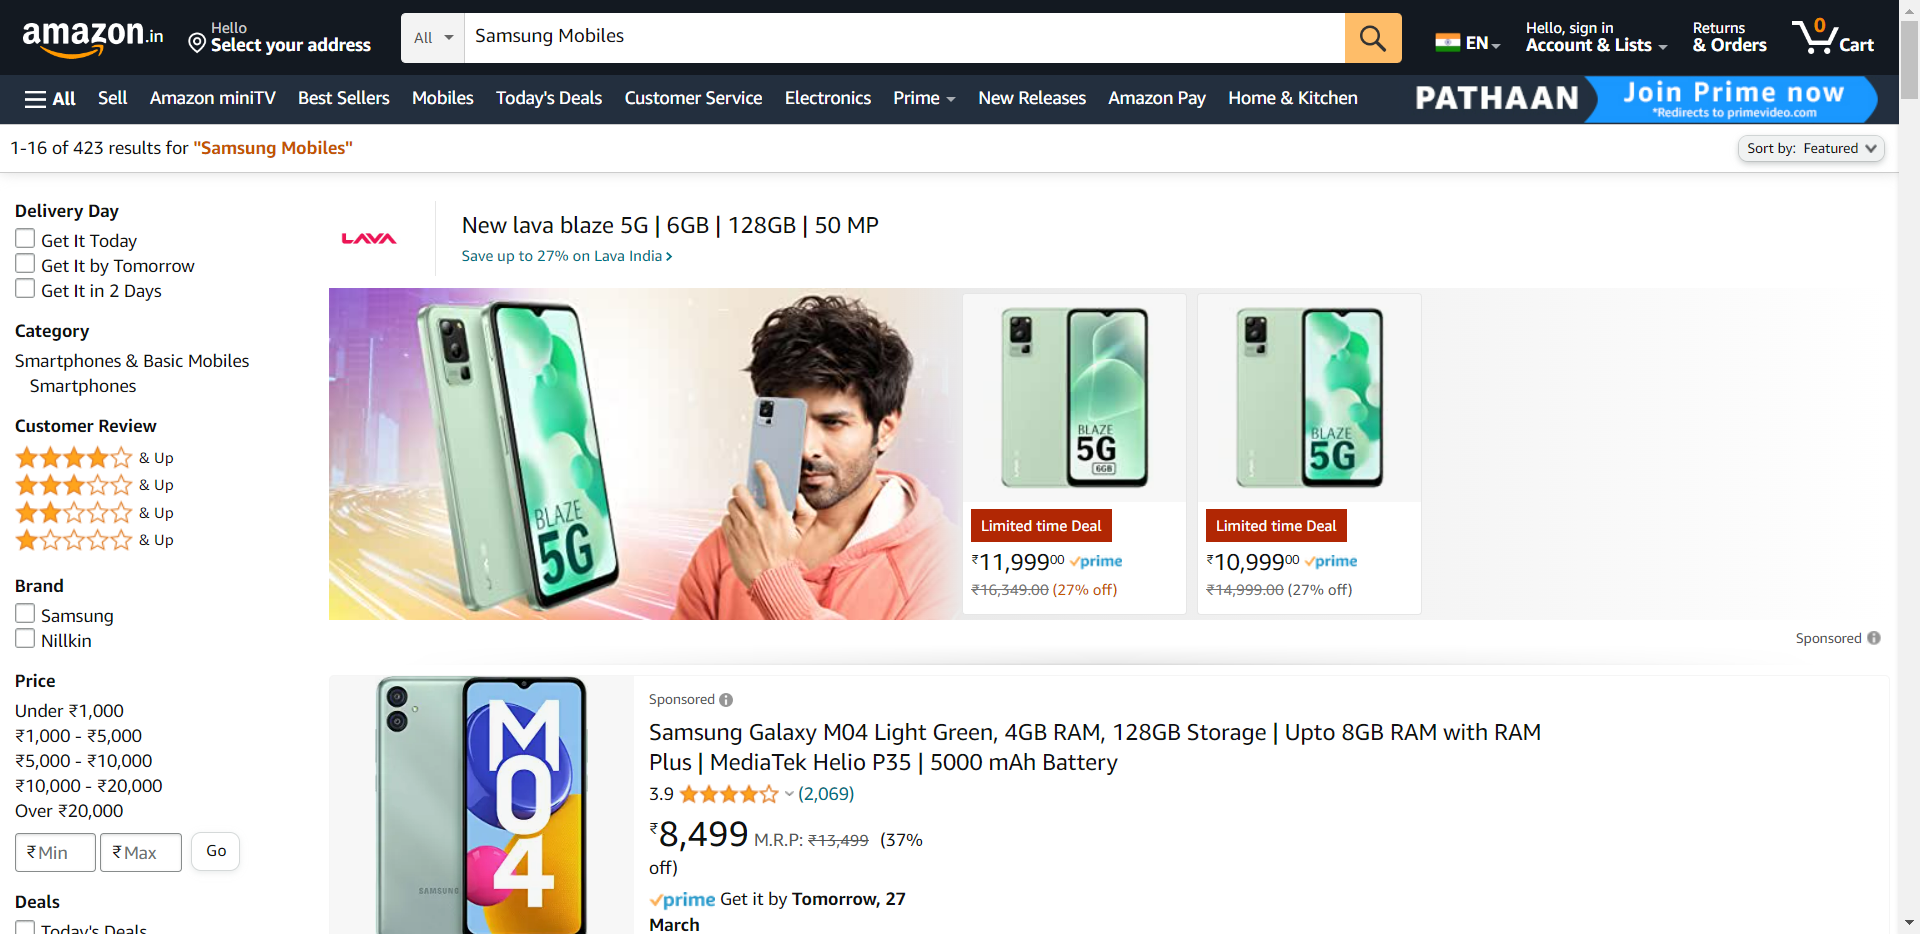 amazon.in
Hello
Select your address
All
Samsung Mobiles
EN
Hello, sign in
Account & Lists
Returns
& Orders
0
Cart
All
Sell
Amazon miniTV
Best Sellers
Mobiles
Today's Deals
Customer Service
Electronics
Prime
New Releases
Amazon Pay
Home & Kitchen
PATHAAN
Join Prime now
*Redirects to primevideo.com
1-16 of 423 results for "Samsung Mobiles"
Sort by: Featured
Delivery Day
Get It Today
Get It by Tomorrow
Get It in 2 Days
Category
Smartphones & Basic Mobiles
Smartphones
Customer Review
& Up
& Up
& Up
& Up
Brand
Samsung
Nillkin
Price
Under ₹1,000
₹1,000 - ₹5,000
₹5,000 - ₹10,000
₹10,000 - ₹20,000
Over ₹20,000
₹ Min
₹ Max
Go
Deals
Today's Deals
LAVA
New lava blaze 5G | 6GB | 128GB | 50 MP
Save up to 27% on Lava India
BLAZE
5G
BLAZE
5G
6GB
Limited time Deal
₹11,99900 prime
₹16,349.00 (27% off)
BLAZE
5G
Limited time Deal
₹10,99900 prime
₹14,999.00 (27% off)
Sponsored
M04
SAMSUNG
Sponsored
Samsung Galaxy M04 Light Green, 4GB RAM, 128GB Storage | Upto 8GB RAM with RAM
Plus | MediaTek Helio P35 | 5000 mAh Battery
3.9 (2,069)
₹8,499 M.R.P: ₹13,499 (37%
off)
prime Get it by Tomorrow, 27
March